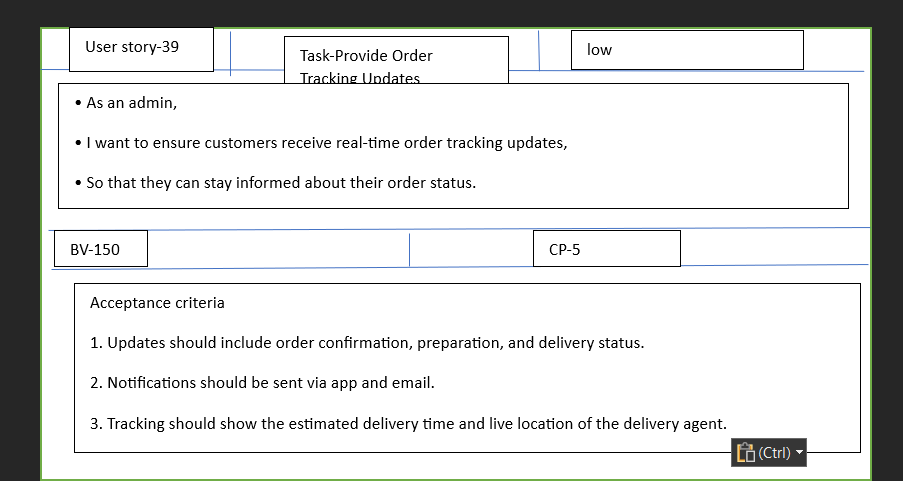 User story-39
Task-Provide Order
Tracking Updates
low
• As an admin,
• I want to ensure customers receive real-time order tracking updates,
• So that they can stay informed about their order status.
BV-150
CP-5
Acceptance criteria
1. Updates should include order confirmation, preparation, and delivery status.
2. Notifications should be sent via app and email.
3. Tracking should show the estimated delivery time and live location of the delivery agent.
(Ctrl)